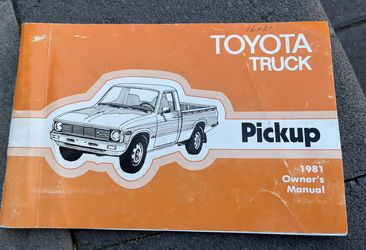 TOYOTA
TRUCK
Pickup
1981
Owner's
Manual